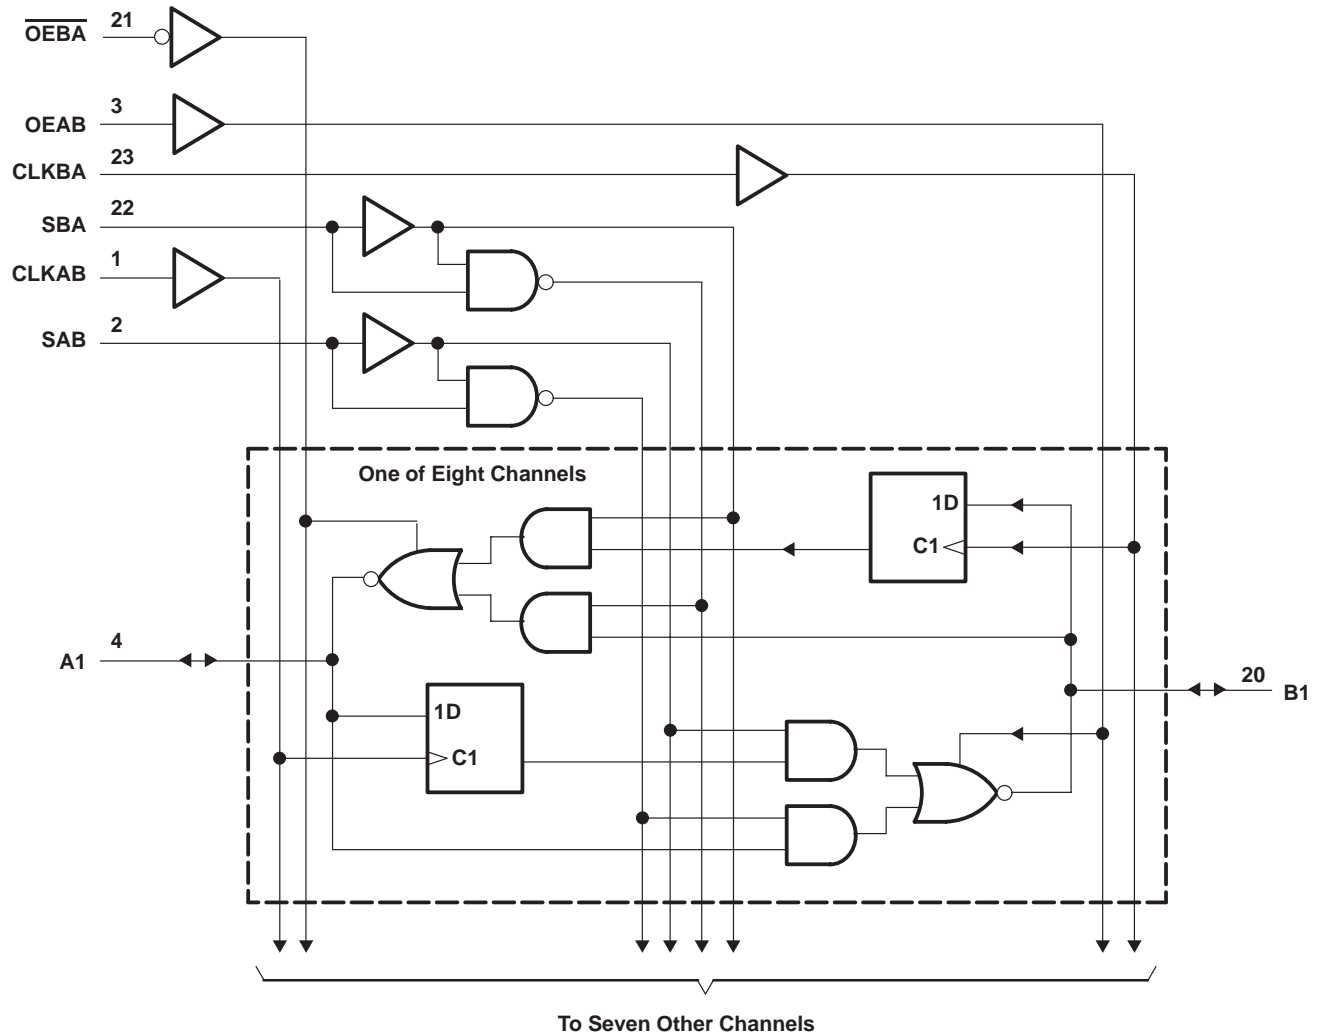 21
O̅E̅B̅A̅
3
OEAB
23
CLKBA
22
SBA
1
CLKAB
2
SAB
One of Eight Channels
1D
C1
4
A1
20
B1
1D
C1
To Seven Other Channels